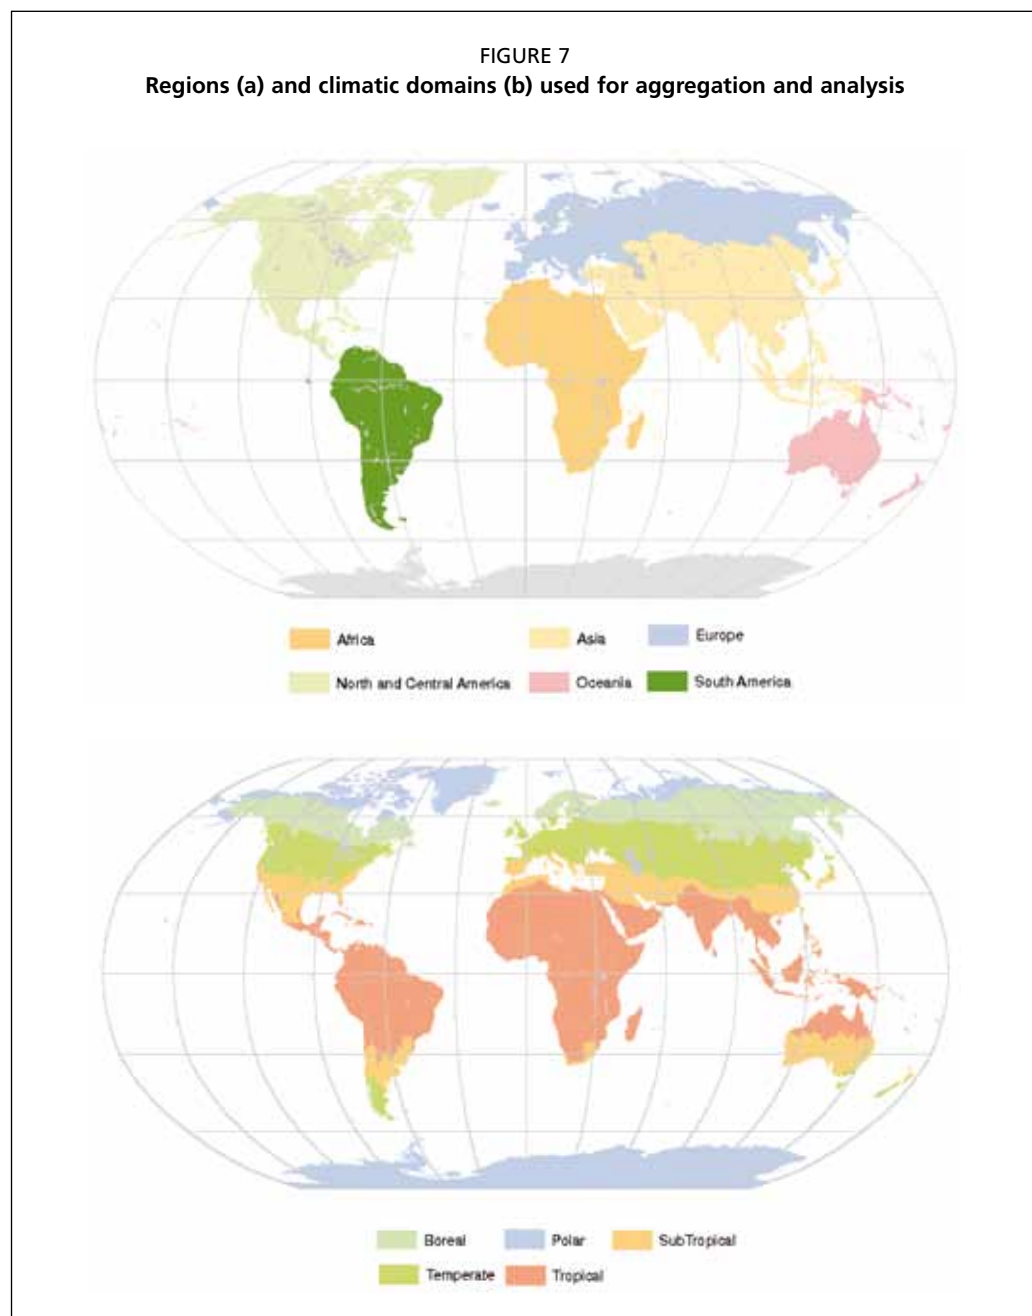 FIGURE 7
Regions (a) and climatic domains (b) used for aggregation and analysis
Africa
Asia
Europe
North and Central America
Oceania
South America
Boreal
Polar
SubTropical
Temperate
Tropical